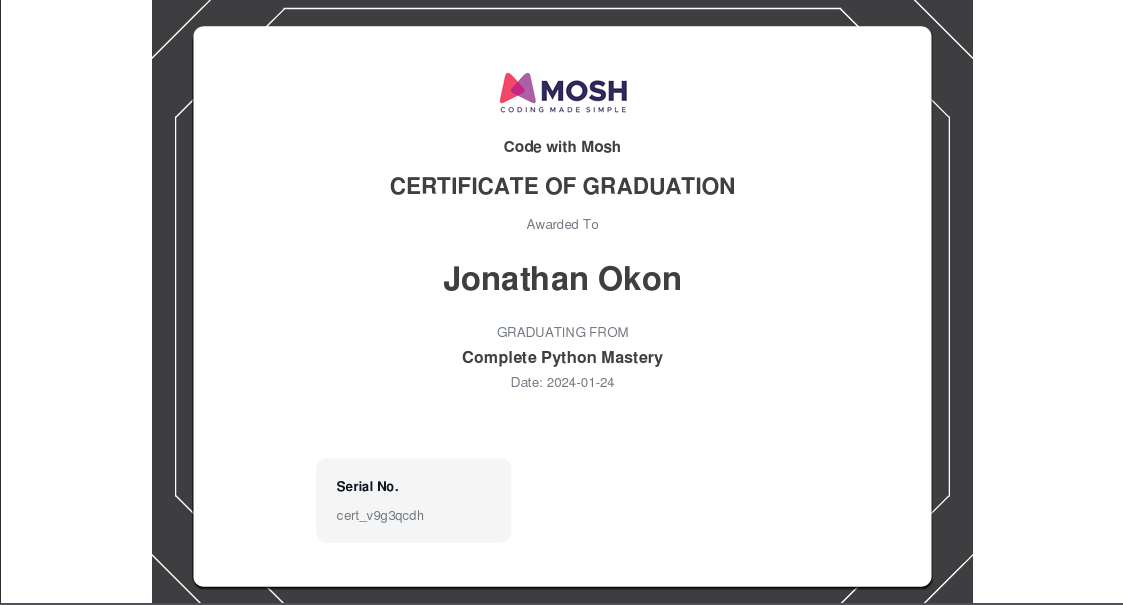 MOSH
CODING MADE SIMPLE
Code with Mosh
CERTIFICATE OF GRADUATION
Awarded To
Jonathan Okon
GRADUATING FROM
Complete Python Mastery
Date: 2024-01-24
Serial No.
cert_v9g3qcdh